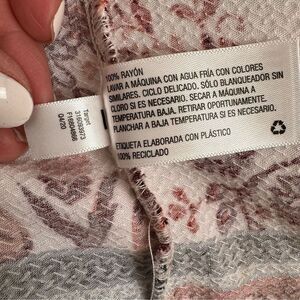 100% RAYÓN
LAVAR A MÁQUINA CON AGUA FRÍA CON COLORES
SIMILARES. CICLO DELICADO. SÓLO BLANQUEADOR SIN
CLORO SI ES NECESARIO. SECAR A MÁQUINA A
TEMPERATURA BAJA. RETIRAR OPORTUNAMENTE.
PLANCHAR A BAJA TEMPERATURA SI ES NECESARIO.
ETIQUETA ELABORADA CON PLÁSTICO
100% RECICLADO
Target
04/20